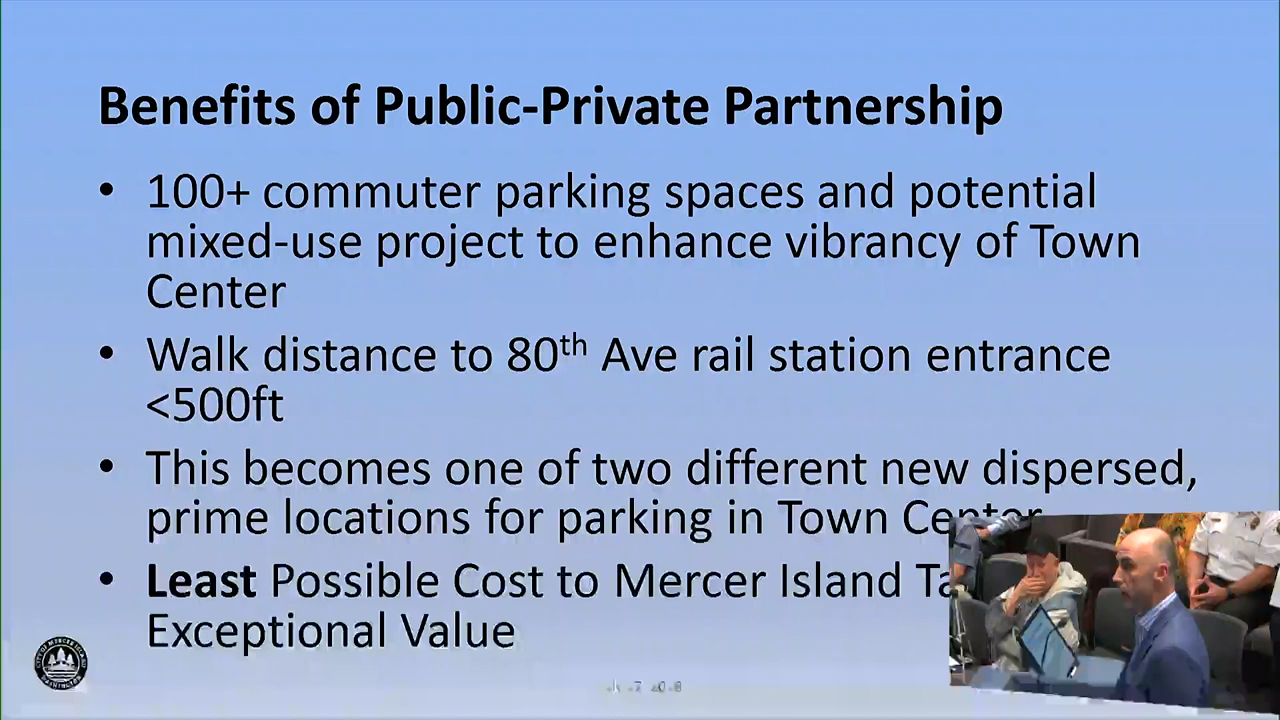 Benefits of Public-Private Partnership
• 100+ commuter parking spaces and potential
mixed-use project to enhance vibrancy of Town
Center
• Walk distance to 80th Ave rail station entrance
<500ft
• This becomes one of two different new dispersed,
prime locations for parking in Town Center
• Least Possible Cost to Mercer Island
Exceptional Value